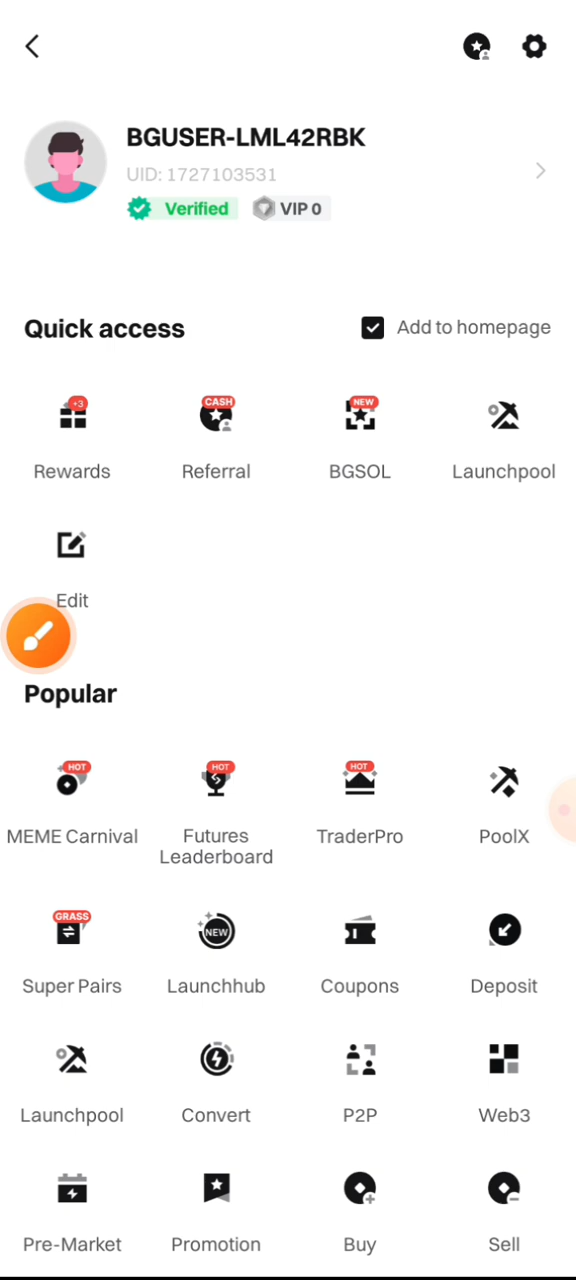 BGUSER-LML42RBK
UID: 1727103531
Verified
VIP 0
Quick access
Add to homepage
+3
CASH
NEW
Rewards
Referral
BGSOL
Launchpool
Edit
Popular
HOT
HOT
HOT
MEME Carnival
Futures
Leaderboard
TraderPro
PoolX
GRASS
NEW
Super Pairs
Launchhub
Coupons
Deposit
Launchpool
Convert
P2P
Web3
Pre-Market
Promotion
Buy
Sell